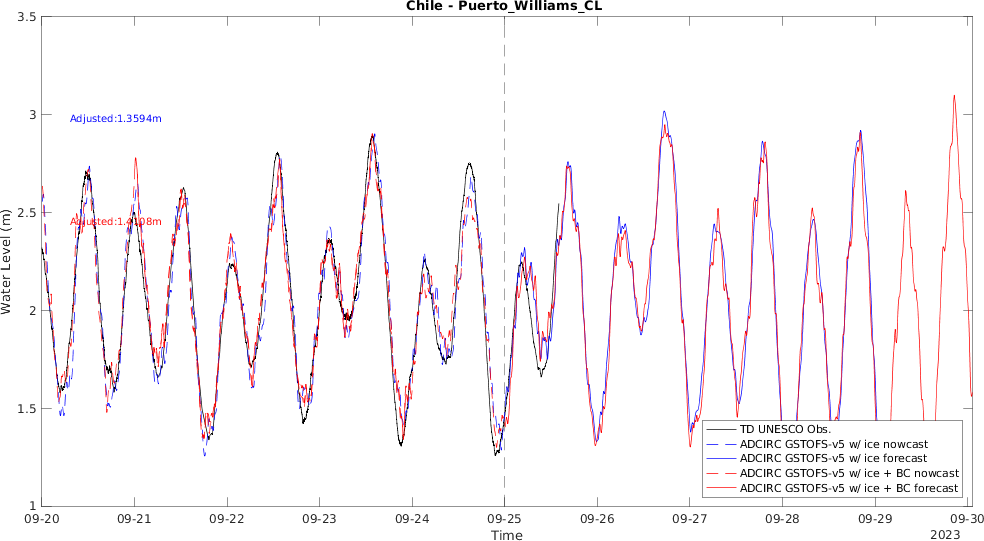 Chile - Puerto_Williams_CL
3.5
3
2.5
2
1.5
1
Water Level (m)
Adjusted:1.3594m
TD UNESCO Obs.
ADCIRC GSTOFS-v5 w/ ice nowcast
ADCIRC GSTOFS-v5 w/ ice forecast
ADCIRC GSTOFS-v5 w/ ice + BC nowcast
ADCIRC GSTOFS-v5 w/ ice + BC forecast
09-20 09-21 09-22 09-23 09-24 09-25 09-26 09-27 09-28 09-29 09-30
Time
2023